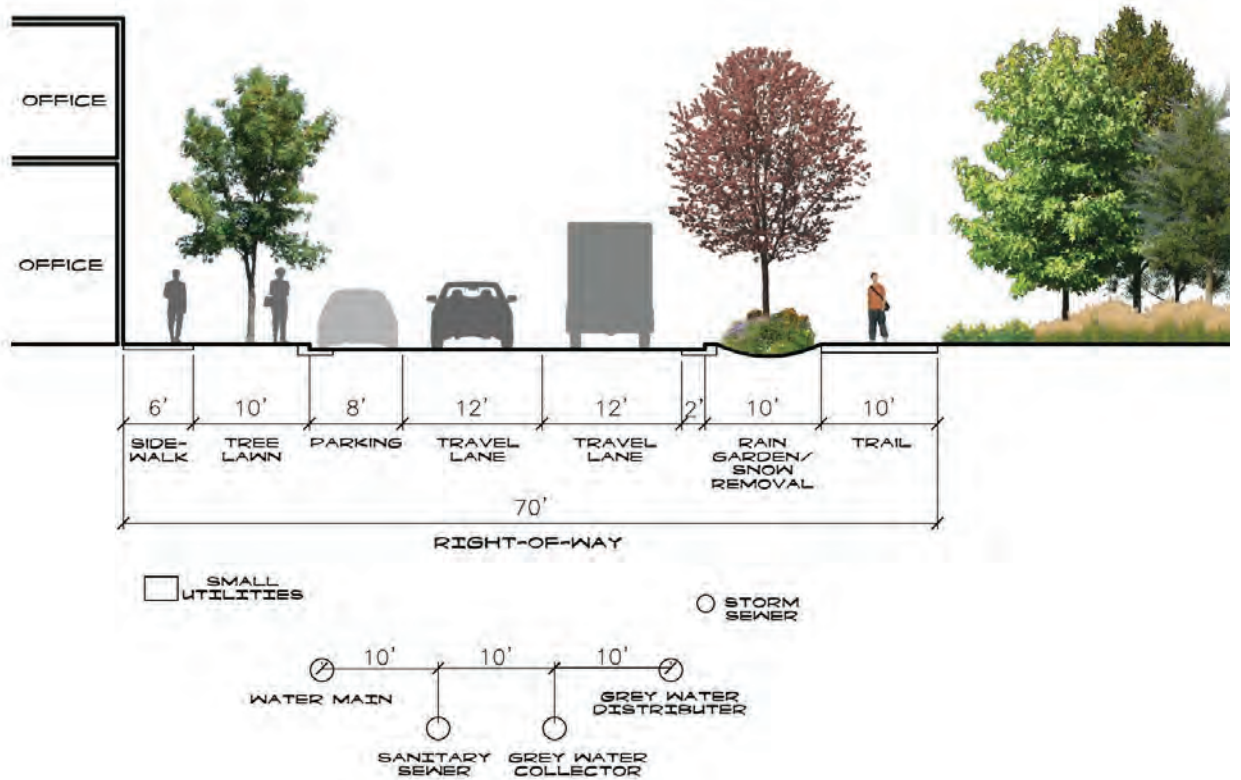 OFFICE
OFFICE
6' 10' 8' 12' 12' 2' 10' 10'
SIDE-
WALK
TREE
LAWN
PARKING
TRAVEL
LANE
TRAVEL
LANE
RAIN
GARDEN/
SNOW
REMOVAL
TRAIL
70'
RIGHT-OF-WAY
SMALL
UTILITIES
STORM
SEWER
10' 10' 10'
WATER MAIN
GREY WATER
DISTRIBUTER
SANITARY
SEWER
GREY WATER
COLLECTOR